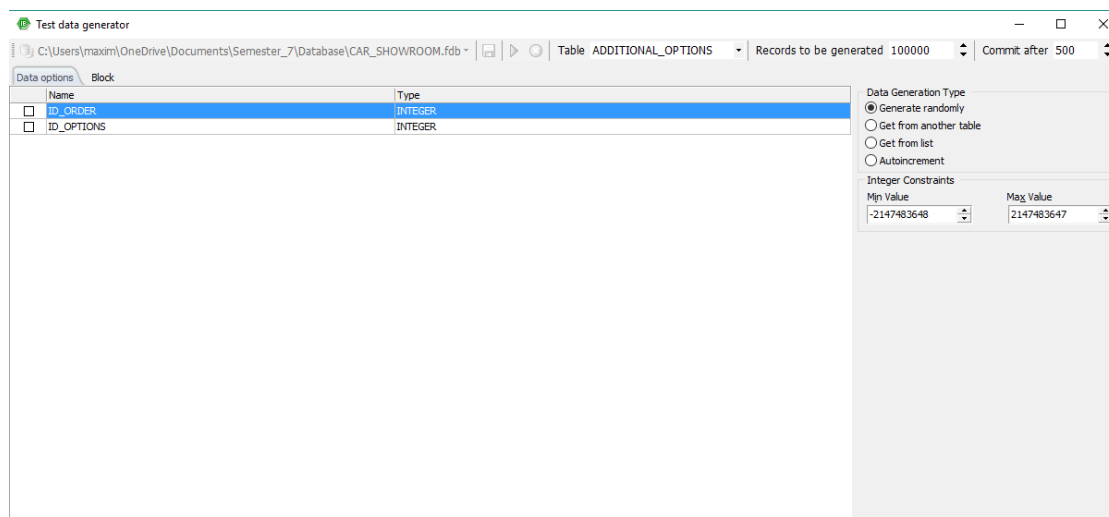 Test data generator
C:\Users\maxim\OneDrive\Documents\Semester_7\Database\CAR_SHOWROOM.fdb Table ADDITIONAL_OPTIONS Records to be generated 100000 Commit after 500
Data options Block
Name Type
ID_ORDER INTEGER
ID_OPTIONS INTEGER
Data Generation Type
Generate randomly
Get from another table
Get from list
Autoincrement
Integer Constraints
Min Value Max Value
-2147483648 2147483647